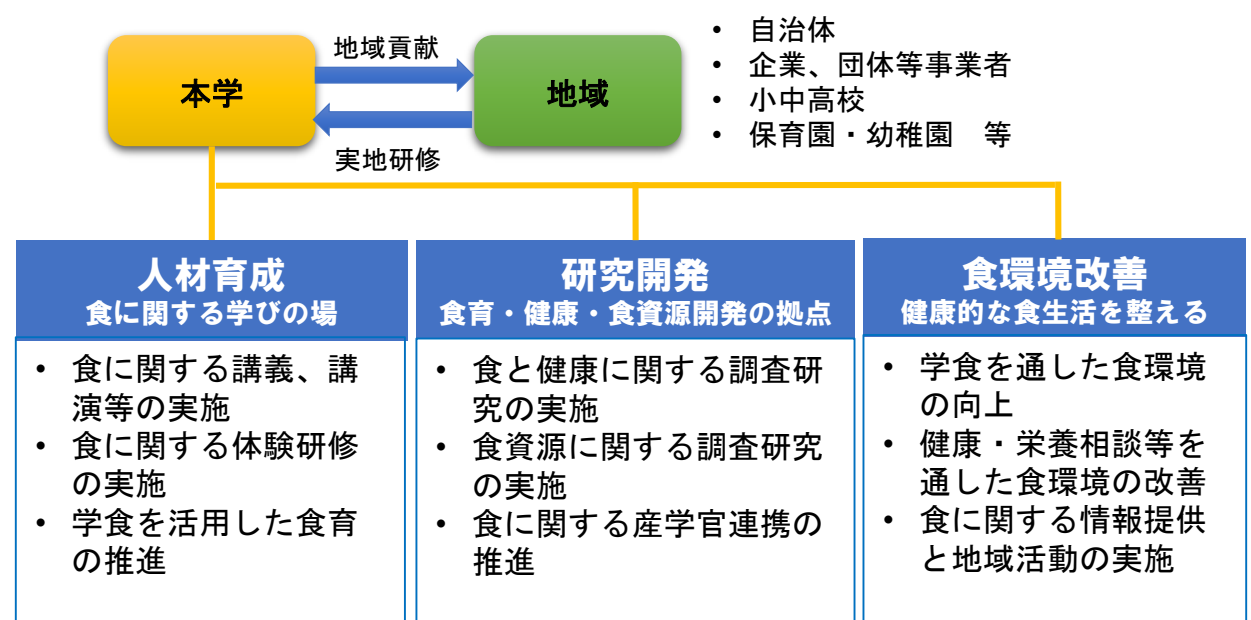 本学
地域貢献
実地研修
地域
• 自治体
• 企業、団体等事業者
• 小中高校
• 保育園・幼稚園　等
人材育成
食に関する学びの場
• 食に関する講義、講
演等の実施
• 食に関する体験研修
の実施
• 学食を活用した食育
の推進
研究開発
食育・健康・食資源開発の拠点
• 食と健康に関する調査研
究の実施
• 食資源に関する調査研究
の実施
• 食に関する産学官連携の
推進
食環境改善
健康的な食生活を整える
• 学食を通した食環境
の向上
• 健康・栄養相談等を
通した食環境の改善
• 食に関する情報提供
と地域活動の実施